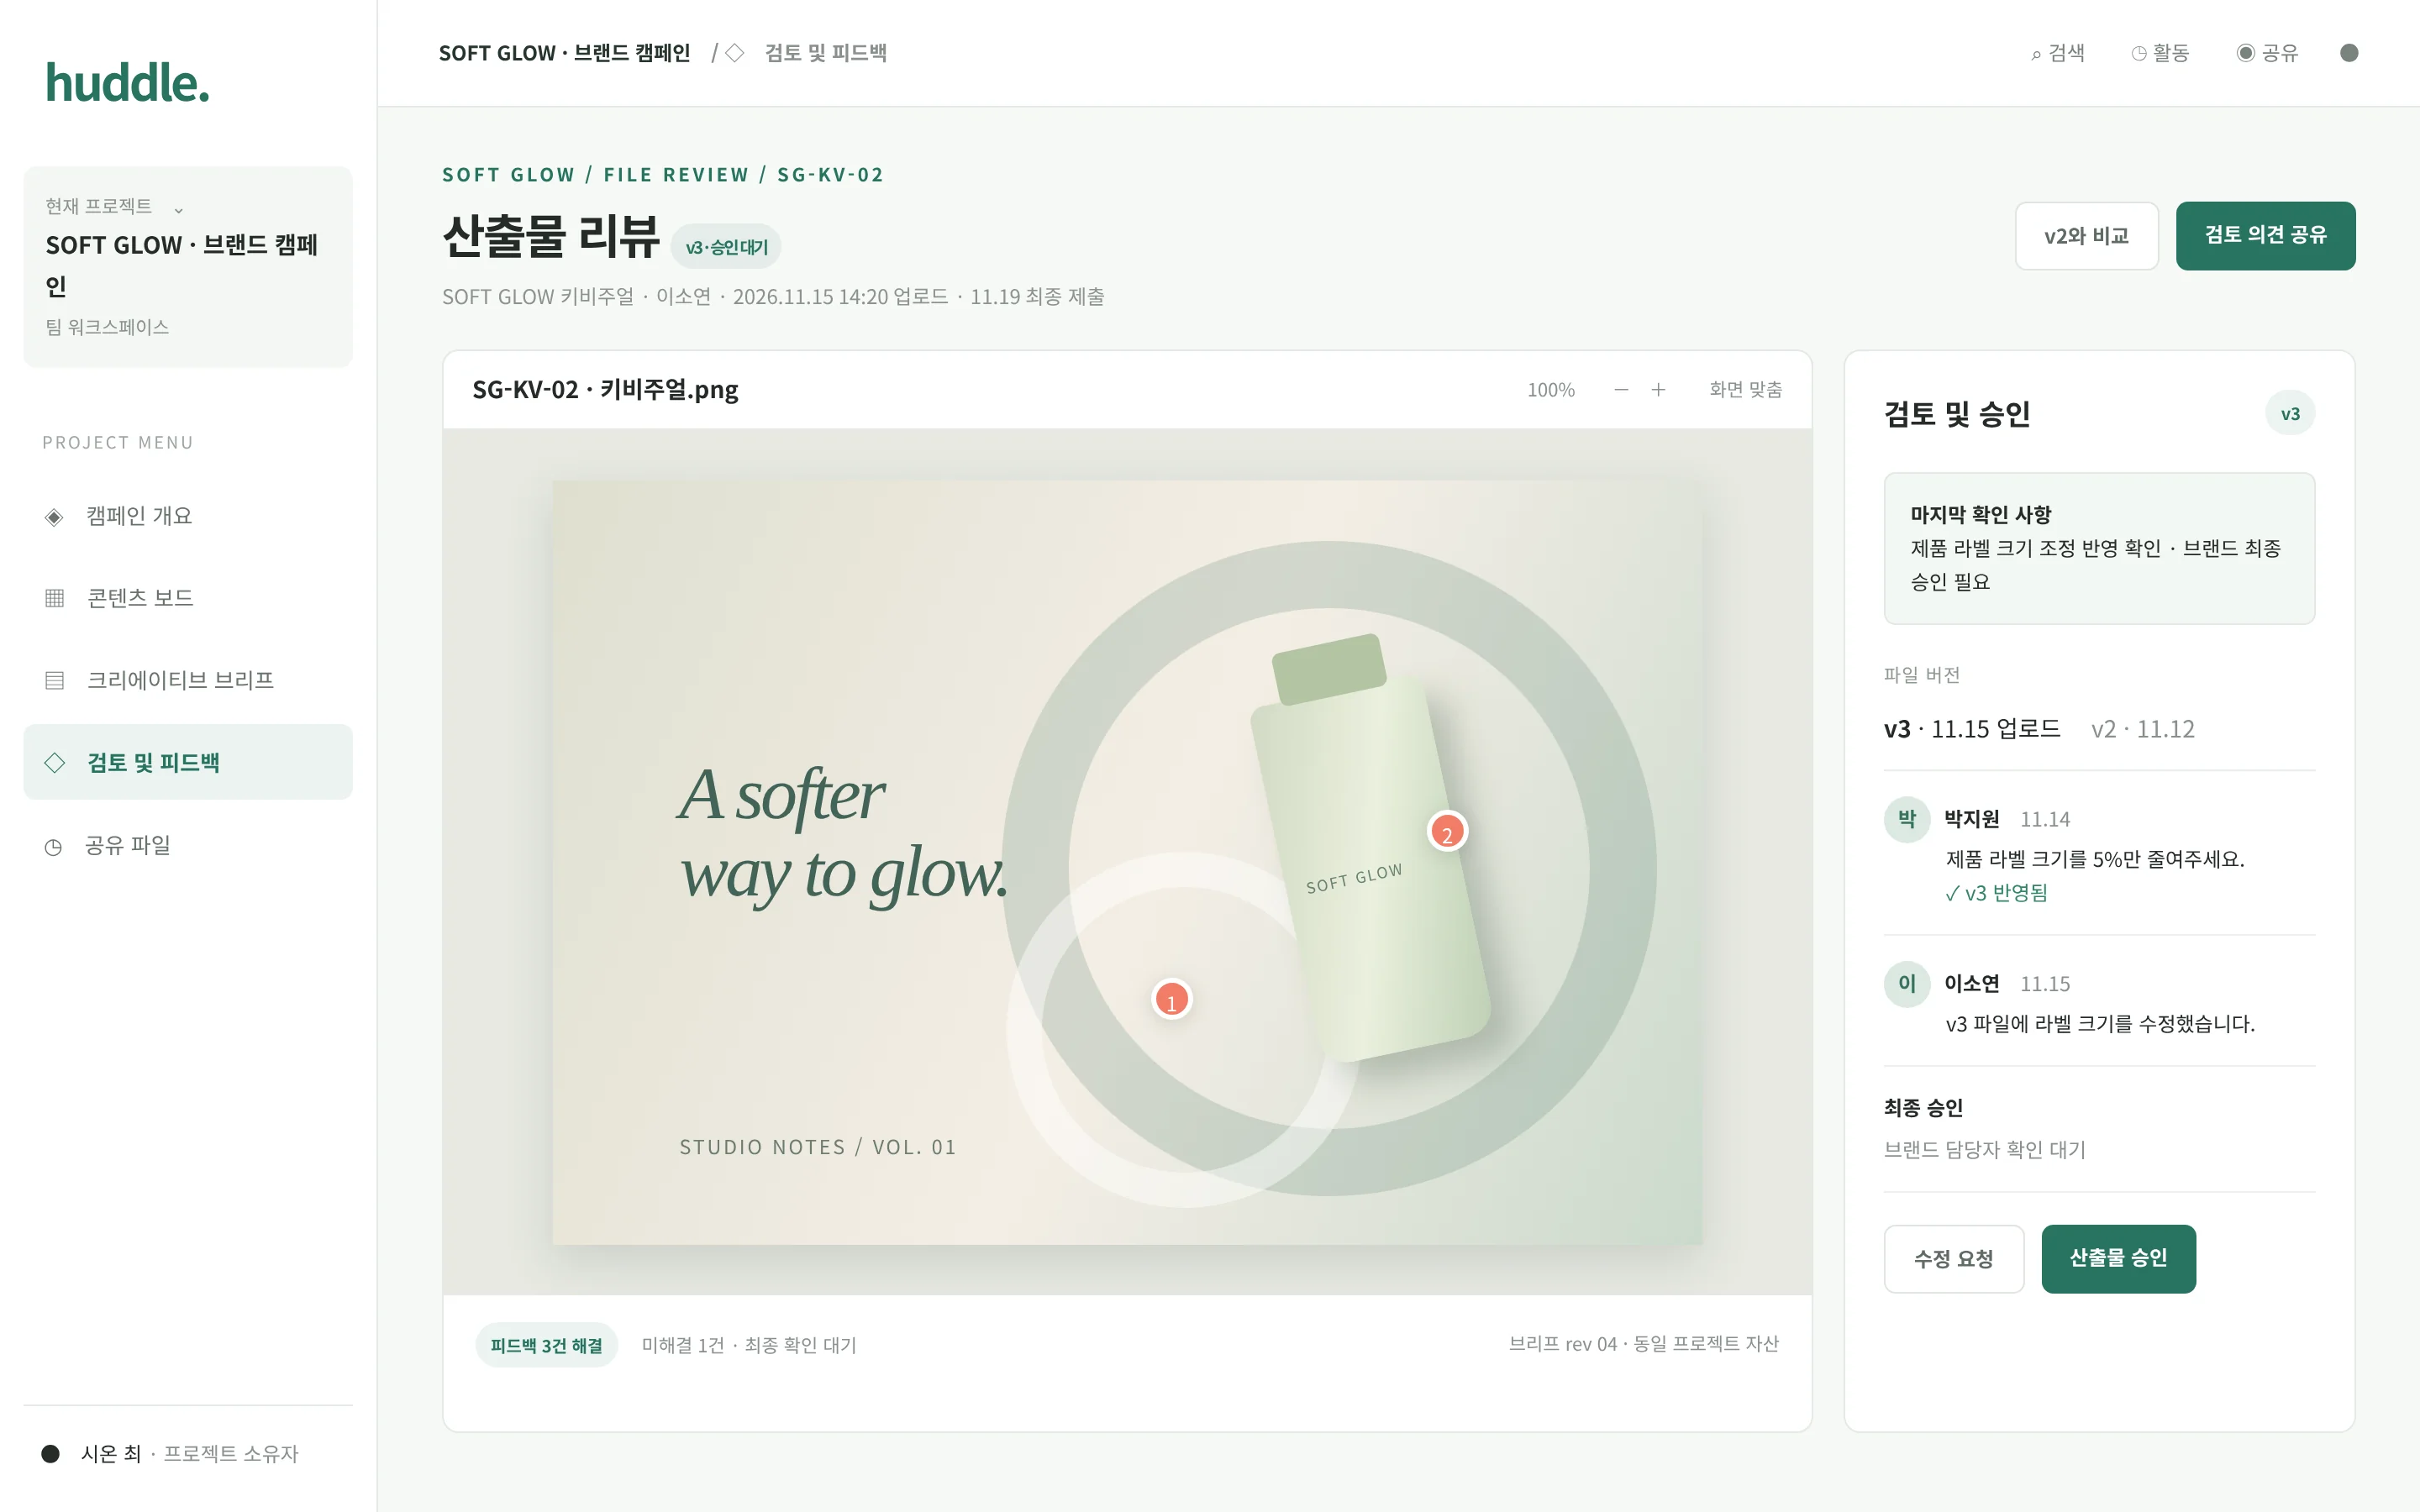 huddle.
현재 프로젝트
SOFT GLOW · 브랜드 캠페
인
팀 워크스페이스
PROJECT MENU
캠페인 개요
콘텐츠 보드
크리에이티브 브리프
검토 및 피드백
공유 파일
시온 최 · 프로젝트 소유자
SOFT GLOW · 브랜드 캠페인 / 검토 및 피드백
검색 활동 공유
SOFT GLOW / FILE REVIEW / SG-KV-02
산출물 리뷰 v3·승인 대기
SOFT GLOW 키비주얼 · 이소연 · 2026.11.15 14:20 업로드 · 11.19 최종 제출
v2와 비교 검토 의견 공유
SG-KV-02 · 키비주얼.png 100% − + 화면 맞춤
A softer
way to glow.
SOFT GLOW
2
1
STUDIO NOTES / VOL. 01
피드백 3건 해결 미해결 1건 · 최종 확인 대기 브리프 rev 04 · 동일 프로젝트 자산
검토 및 승인 v3
마지막 확인 사항
제품 라벨 크기 조정 반영 확인 · 브랜드 최종
승인 필요
파일 버전
v3 · 11.15 업로드 v2 · 11.12
박 박지원 11.14
제품 라벨 크기를 5%만 줄여주세요.
✓ v3 반영됨
이 이소연 11.15
v3 파일에 라벨 크기를 수정했습니다.
최종 승인
브랜드 담당자 확인 대기
수정 요청 산출물 승인